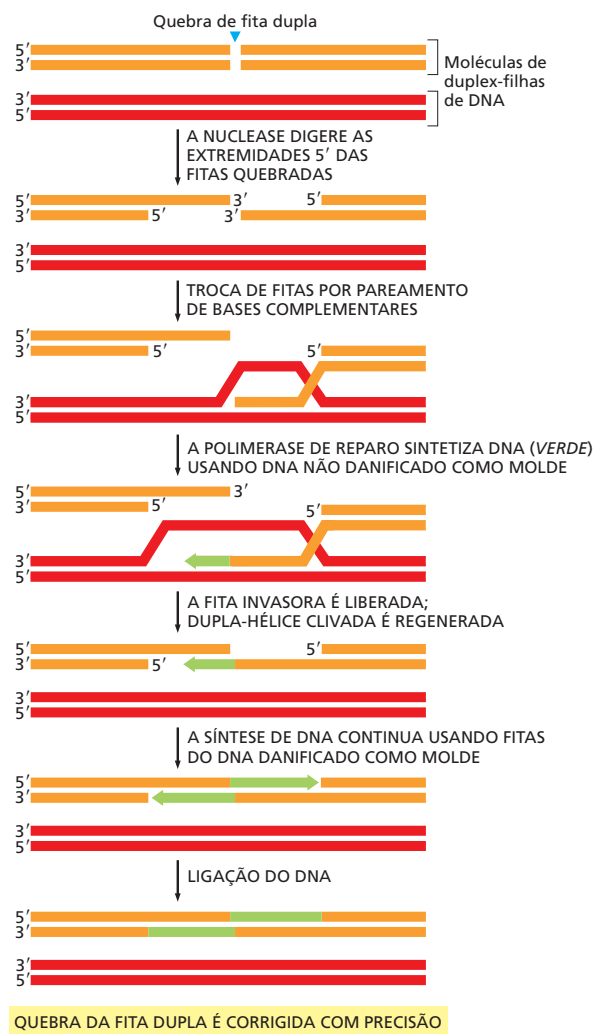 Quebra de fita dupla
5′
3′
Moléculas de
duplex-filhas
de DNA
3′
5′
A NUCLEASE DIGERE AS
EXTREMIDADES 5′ DAS
FITAS QUEBRADAS
5′ 3′ 5′
3′ 5′ 3′
3′
5′
TROCA DE FITAS POR PAREAMENTO
DE BASES COMPLEMENTARES
5′
3′ 5′ 5′
3′
5′
A POLIMERASE DE REPARO SINTETIZA DNA (VERDE)
USANDO DNA NÃO DANIFICADO COMO MOLDE
5′ 3′
3′ 5′ 5′
3′
5′
A FITA INVASORA É LIBERADA;
DUPLA-HÉLICE CLIVADA É REGENERADA
5′ 5′
3′ 5′
3′
5′
A SÍNTESE DE DNA CONTINUA USANDO FITAS
DO DNA DANIFICADO COMO MOLDE
5′
3′
3′
5′
LIGAÇÃO DO DNA
5′
3′
3′
5′
QUEBRA DA FITA DUPLA É CORRIGIDA COM PRECISÃO